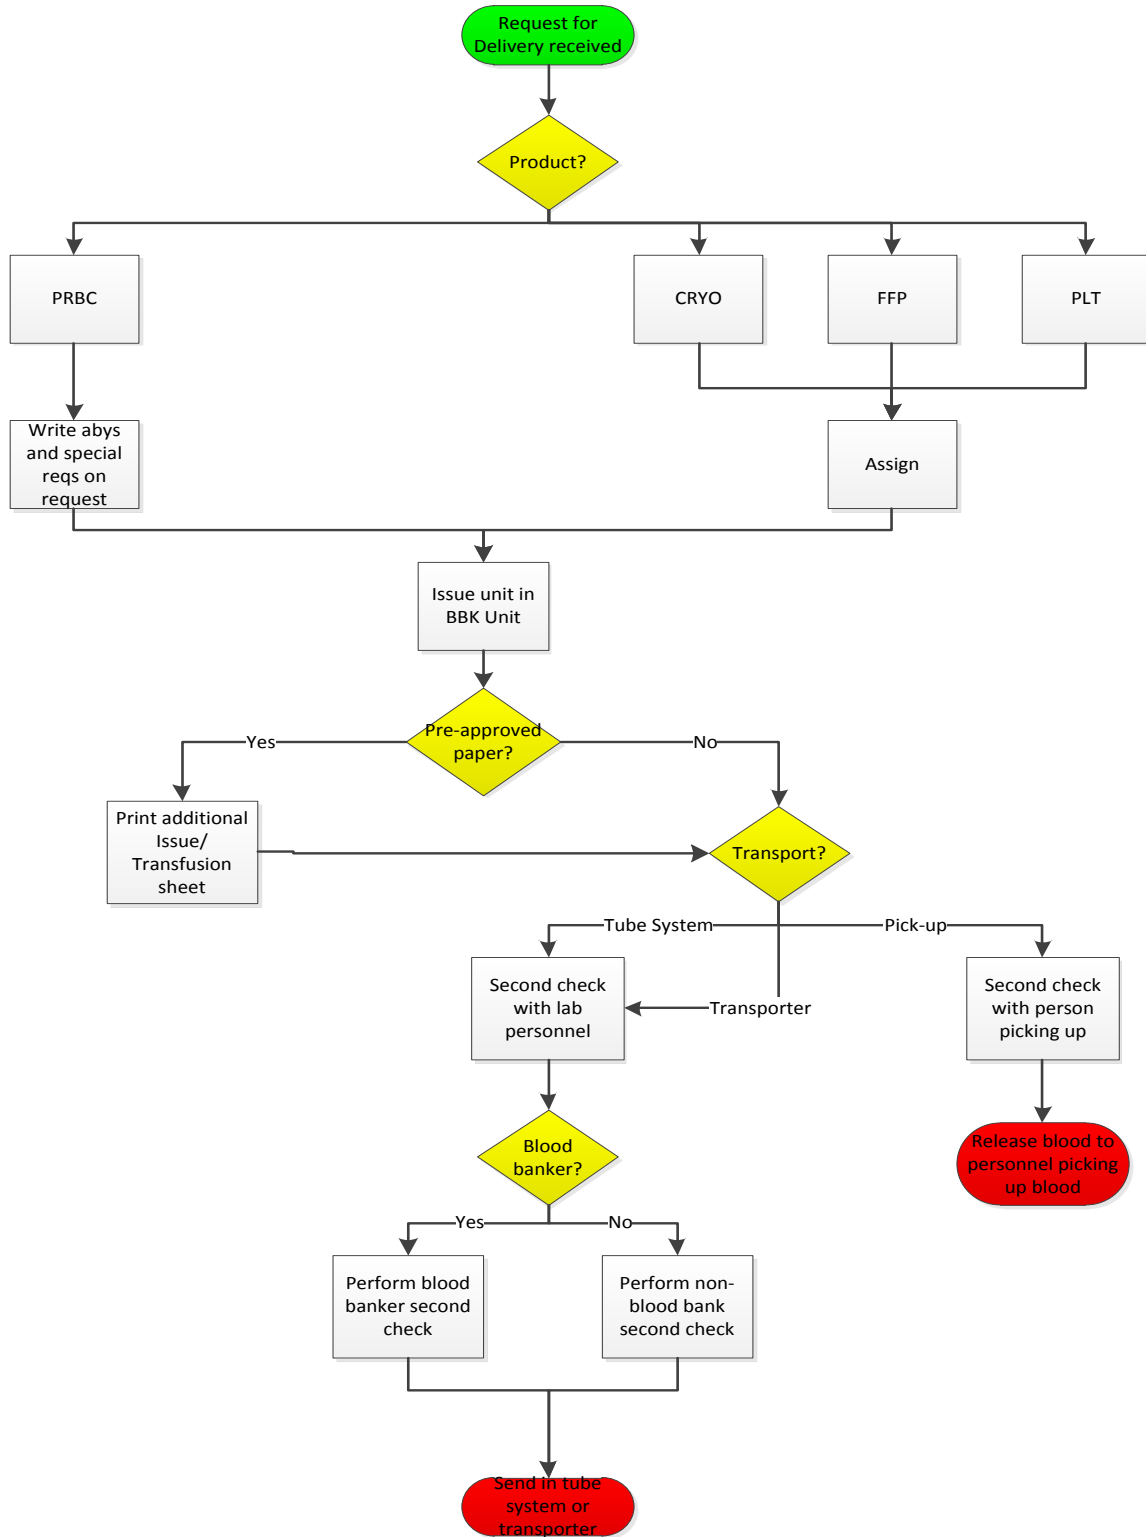 Request for
Delivery received
Product?
PRBC
CRYO
FFP
PLT
Write abys
and special
reqs on
request
Assign
Issue unit in
BBK Unit
Pre-approved
paper?
Yes
No
Print additional
Issue/
Transfusion
sheet
Transport?
Tube System
Pick-up
Second check
with lab
personnel
Transporter
Second check
with person
picking up
Blood
banker?
Release blood to
personnel picking
up blood
Yes
No
Perform blood
banker second
check
Perform non-
blood bank
second check
Send in tube
system or
transporter